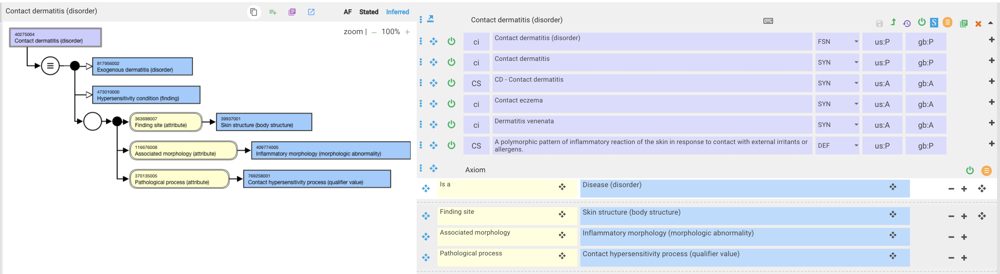 Contact dermatitis (disorder)
AF Stated Inferred
zoom | – 100% +
40275004
Contact dermatitis (disorder)
817956002
Exogenous dermatitis (disorder)
473010000
Hypersensitivity condition (finding)
363698007
Finding site (attribute)
39937001
Skin structure (body structure)
116676008
Associated morphology (attribute)
409774005
Inflammatory morphology (morphologic abnormality)
370135005
Pathological process (attribute)
769258001
Contact hypersensitivity process (qualifier value)
Contact dermatitis (disorder)
S
ci Contact dermatitis (disorder) FSN us:P gb:P
ci Contact dermatitis SYN us:P gb:P
CS CD - Contact dermatitis SYN us:A gb:A
ci Contact eczema SYN us:A gb:A
ci Dermatitis venenata SYN us:A gb:A
CS A polymorphic pattern of inflammatory reaction of the skin in response to contact with external irritants or
allergens. DEF us:P gb:P
Axiom
Is a Disease (disorder)
Finding site Skin structure (body structure)
Associated morphology Inflammatory morphology (morphologic abnormality)
Pathological process Contact hypersensitivity process (qualifier value)